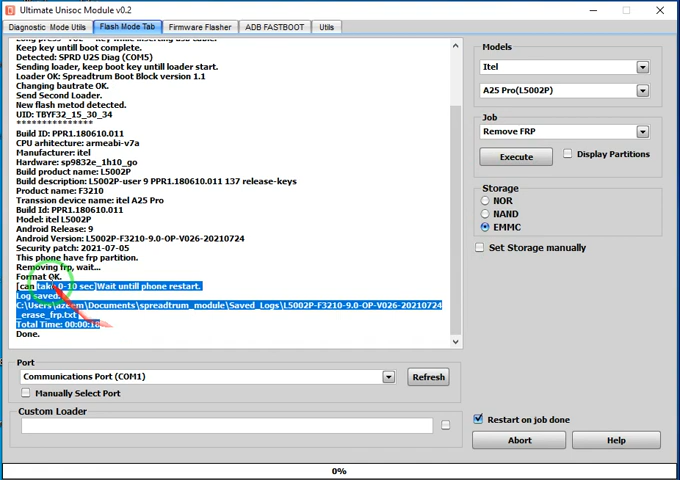 Ultimate Unisoc Module v0.2
Diagnostic Mode Utils
Flash Mode Tab
Firmware Flasher
ADB FASTBOOT
Utils
Keep key untill boot complete.
Detected: SPRD U2S Diag (COM5)
Sending loader, keep boot key untill loader start.
Loader OK: Spreadtrum Boot Block version 1.1
Changing bautrate OK.
Send Second Loader.
New flash metod detected.
UID: TBYF32_15_30_34
***************
Build ID: PPR1.180610.011
CPU arhitecture: armeabi-v7a
Manufacturer: itel
Hardware: sp9832e_1h10_go
Build product name: L5002P
Build description: L5002P-user 9 PPR1.180610.011 137 release-keys
Product name: F3210
Transsion device name: itel A25 Pro
Build Id: PPR1.180610.011
Model: itel L5002P
Android Release: 9
Android Version: L5002P-F3210-9.0-OP-V026-20210724
Security patch: 2021-07-05
This phone have frp partition.
Removing frp, wait...
Format OK.
[can take 0-10 sec]Wait untill phone restart.
Log saved:
C:\Users\azeem\Documents\spreadtrum_module\Saved_Logs\L5002P-F3210-9.0-OP-V026-20210724
_erase_frp.txt
Total Time: 00:00:18
Done.
Models
Itel
A25 Pro(L5002P)
Job
Remove FRP
Execute
Display Partitions
Storage
NOR
NAND
EMMC
Set Storage manually
Port
Communications Port (COM1)
Refresh
Manually Select Port
Custom Loader
Restart on job done
Abort
Help
0%